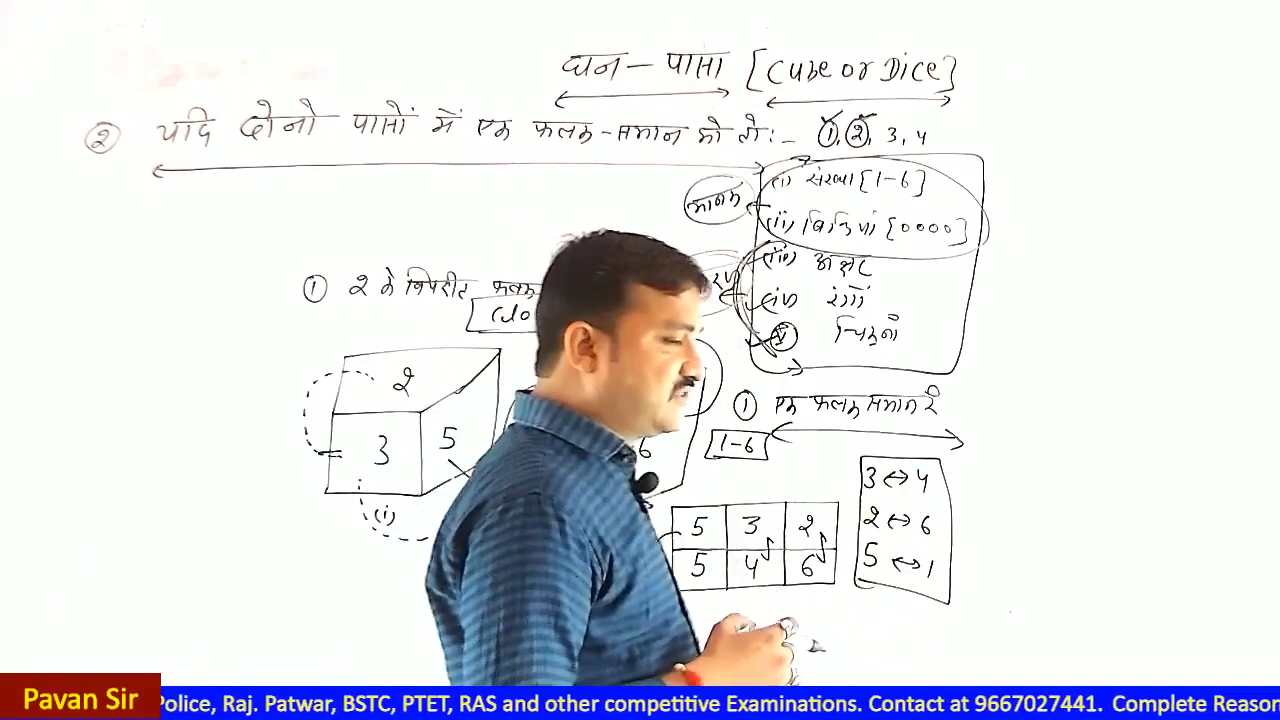 घन – पासा [Cube or Dice]
② यदि दोनो पासों में एक फलक-समान को तो:- ①, ②, 3, 4
(i) संख्या [1-6]
मानक
(ii) बिन्दियां [0000]
(iii) अक्षर
(iv) रंगों
(v)
① 2 के विपरीत फलक
① एक फलक समान है
1-6
2
3
5
6
(i)
5 3 2
5 4 6
3 ↔ 4
2 ↔ 6
5 ↔ 1
Pavan Sir
Police, Raj. Patwar, BSTC, PTET, RAS and other competitive Examinations. Contact at 9667027441. Complete Reason